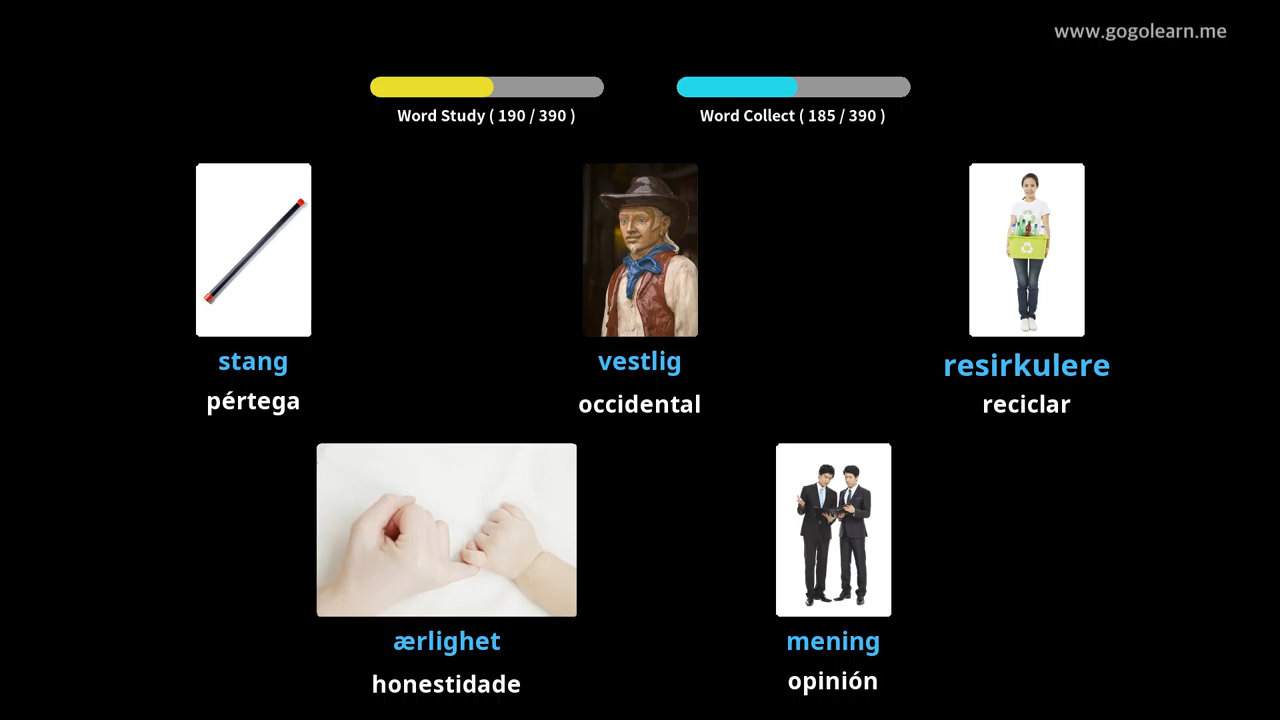 www.gogolearn.me
Word Study ( 190 / 390 )
Word Collect ( 185 / 390 )
stang
pértega
vestlig
occidental
resirkulere
reciclar
ærlighet
honestidade
mening
opinión